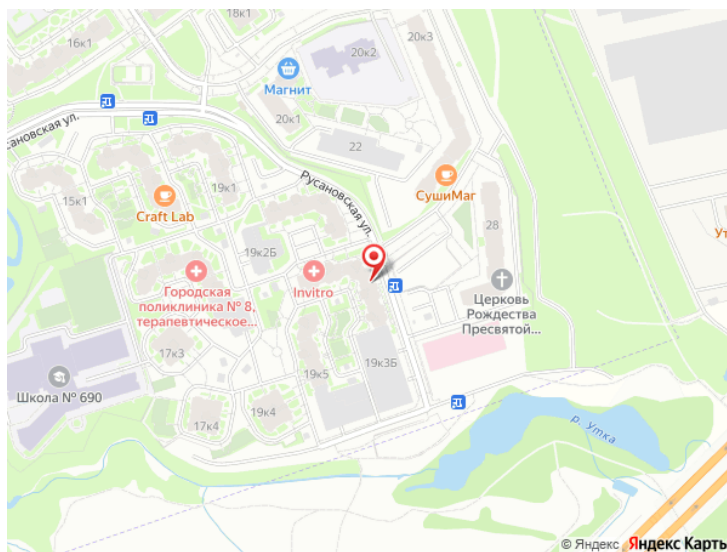 18к1
16к1
20к2
20к3
Магнит
20к1
сановская ул.
22
Русановская ул.
СушиМаг
15к1
Craft Lab
19к1
28
Ут
19к2Б
Городская
поликлиника № 8,
терапевтическое...
Invitro
Церковь
Рождества
Пресвятой...
17к3
19к5
19к3Б
Школа № 690
17к4
19к4
р. Утка
© Яндекс Яндекс Карты